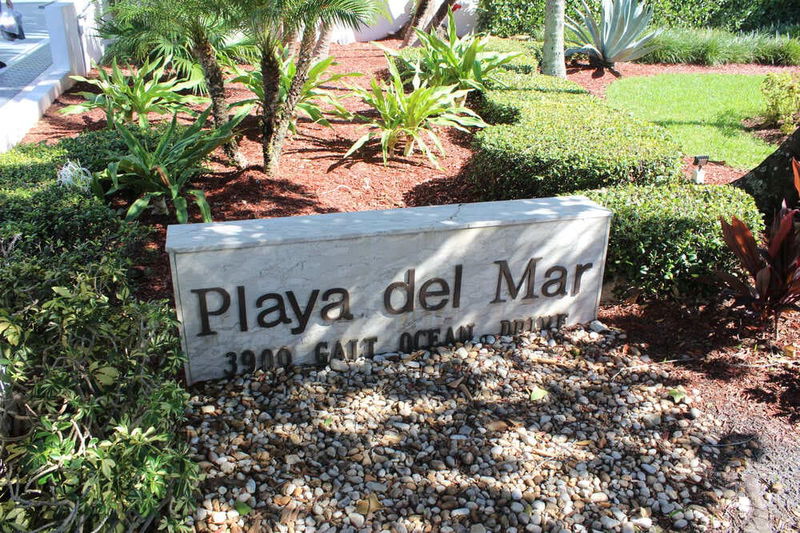 Playa del Mar
3900 GALT OCEAN DRIVE